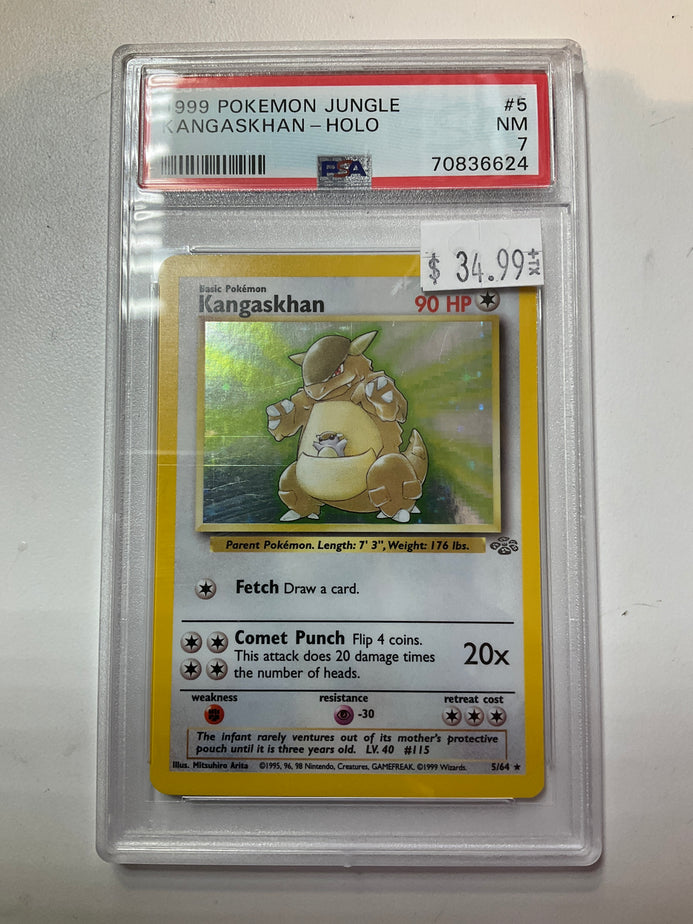 1999 POKEMON JUNGLE #5
KANGASKHAN – HOLO NM
7
PSA 70836624
$ 34.99 +TX
Basic Pokémon
Kangaskhan 90 HP
Parent Pokémon. Length: 7' 3", Weight: 176 lbs.
Fetch Draw a card.
Comet Punch Flip 4 coins.
This attack does 20 damage times
the number of heads.
20x
weakness resistance retreat cost
-30
The infant rarely ventures out of its mother's protective
pouch until it is three years old. LV. 40 #115
Illus. Mitsuhiro Arita ©1995, 96, 98 Nintendo, Creatures, GAMEFREAK. ©1999 Wizards. 5/64 ★